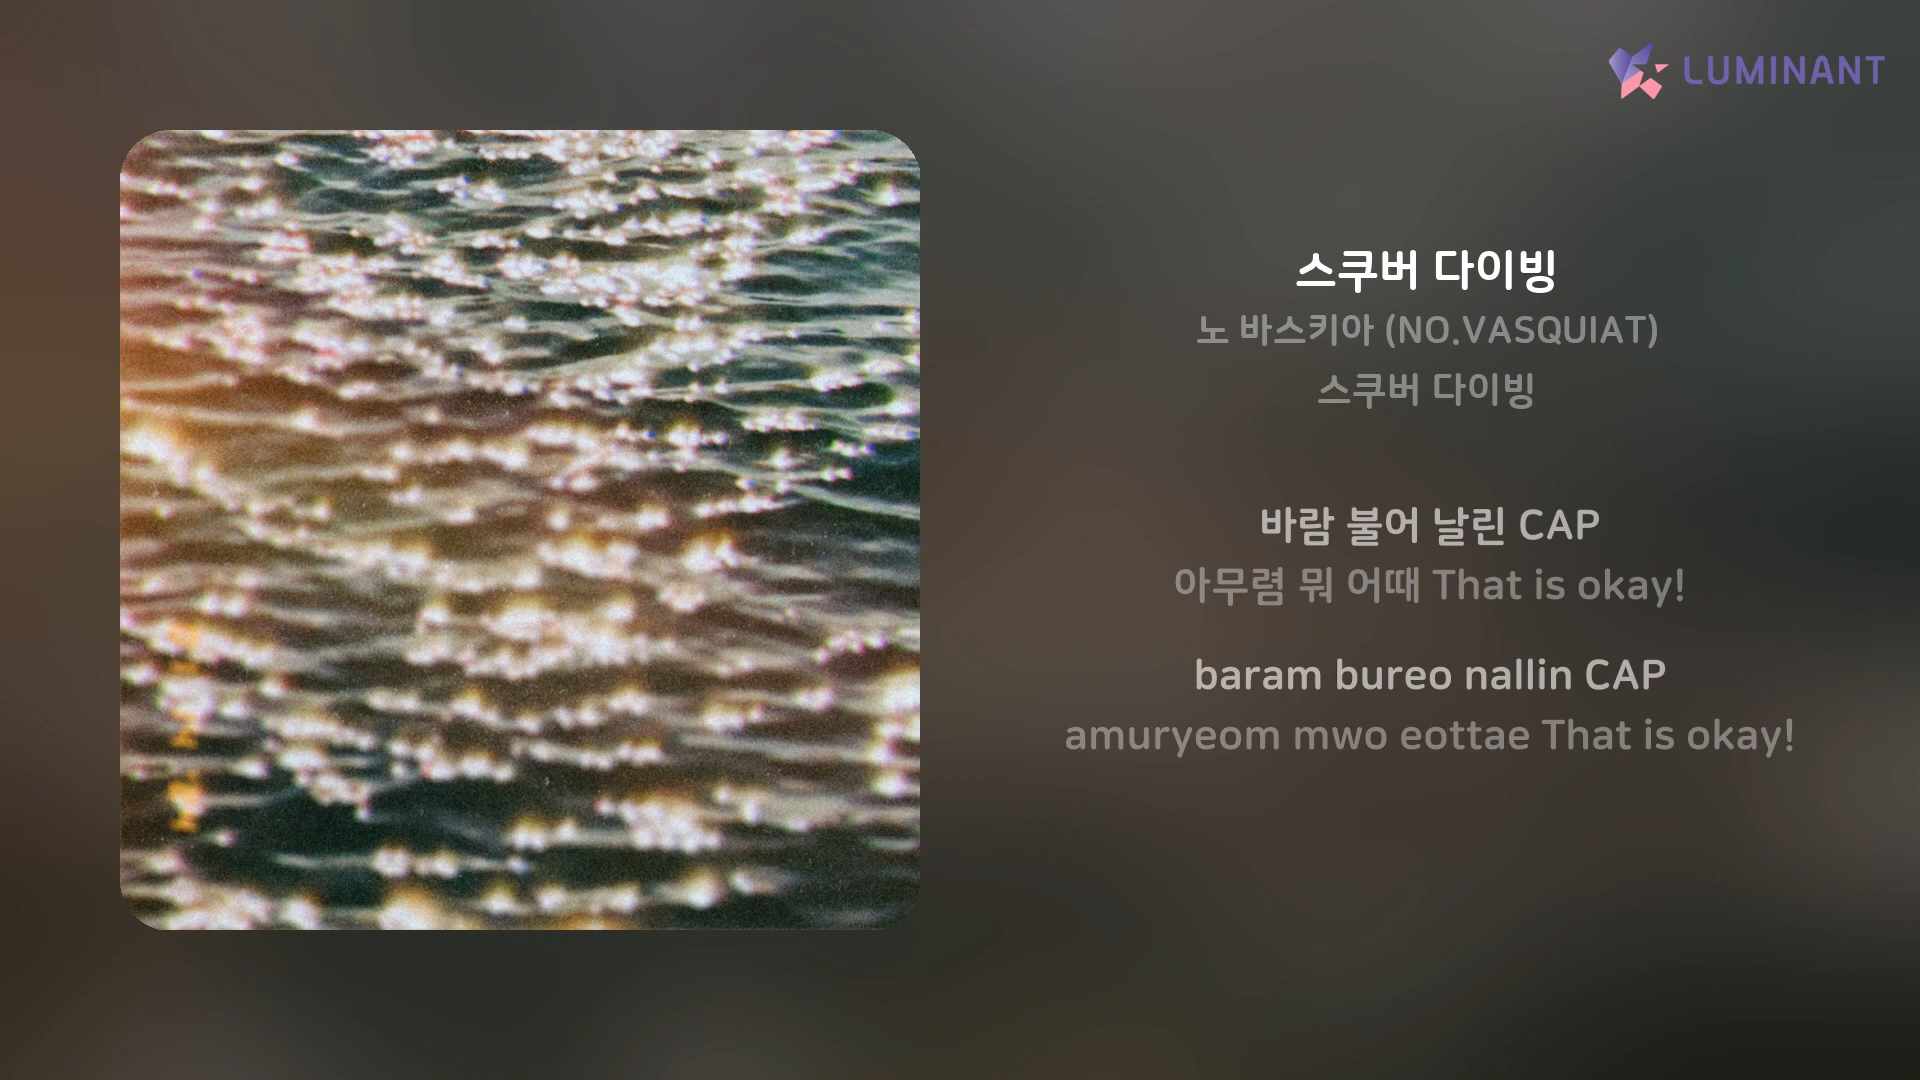 LUMINANT
스쿠버 다이빙
노 바스키아 (NO.VASQUIAT)
스쿠버 다이빙
바람 불어 날린 CAP
아무렴 뭐 어때 That is okay!
baram bureo nallin CAP
amuryeom mwo eottae That is okay!